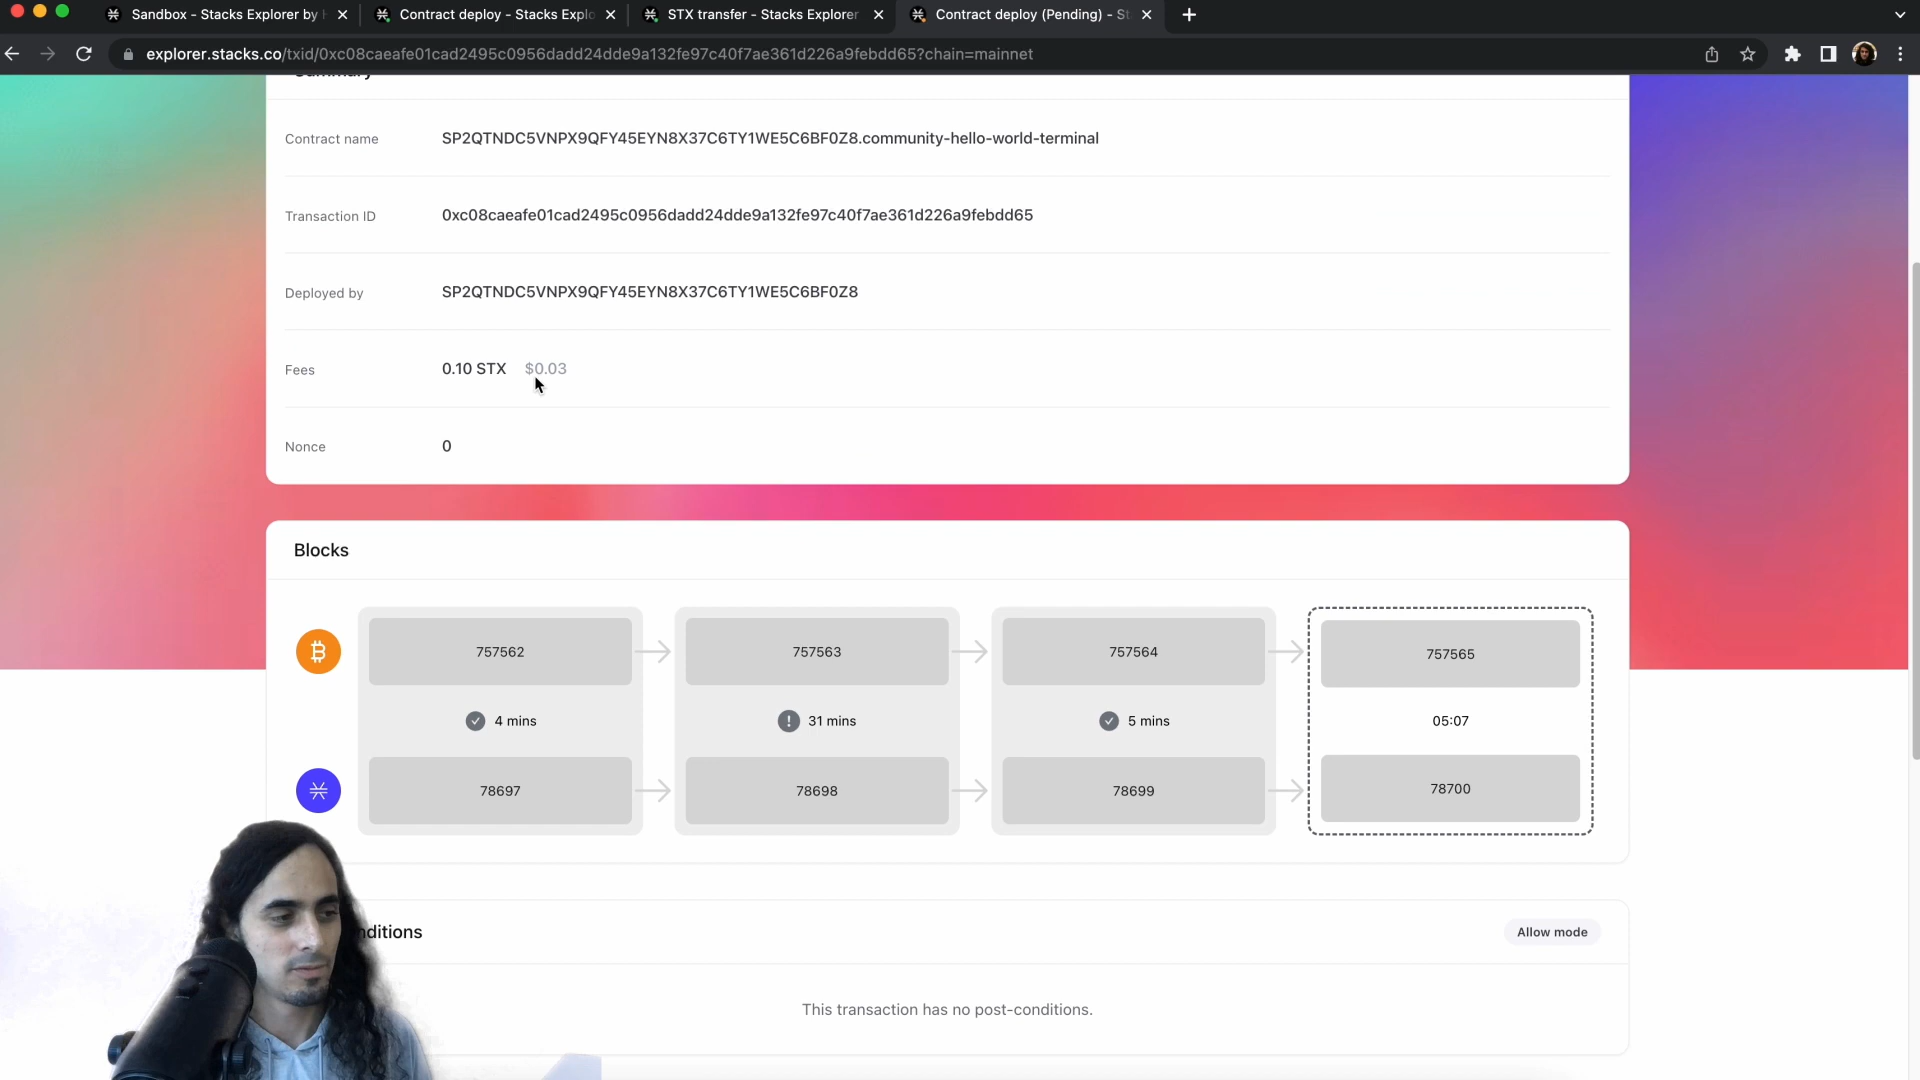 Sandbox - Stacks Explorer by
Contract deploy - Stacks Explo
STX transfer - Stacks Explorer
Contract deploy (Pending) - St
explorer.stacks.co/txid/0xc08caeafe01cad2495c0956dadd24dde9a132fe97c40f7ae361d226a9febdd65?chain=mainnet
Summary
Contract name SP2QTNDC5VNPX9QFY45EYN8X37C6TY1WE5C6BF0Z8.community-hello-world-terminal
Transaction ID 0xc08caeafe01cad2495c0956dadd24dde9a132fe97c40f7ae361d226a9febdd65
Deployed by SP2QTNDC5VNPX9QFY45EYN8X37C6TY1WE5C6BF0Z8
Fees 0.10 STX $0.03
Nonce 0
Blocks
757562 757563 757564 757565
4 mins 31 mins 5 mins 05:07
78697 78698 78699 78700
nditions Allow mode
This transaction has no post-conditions.